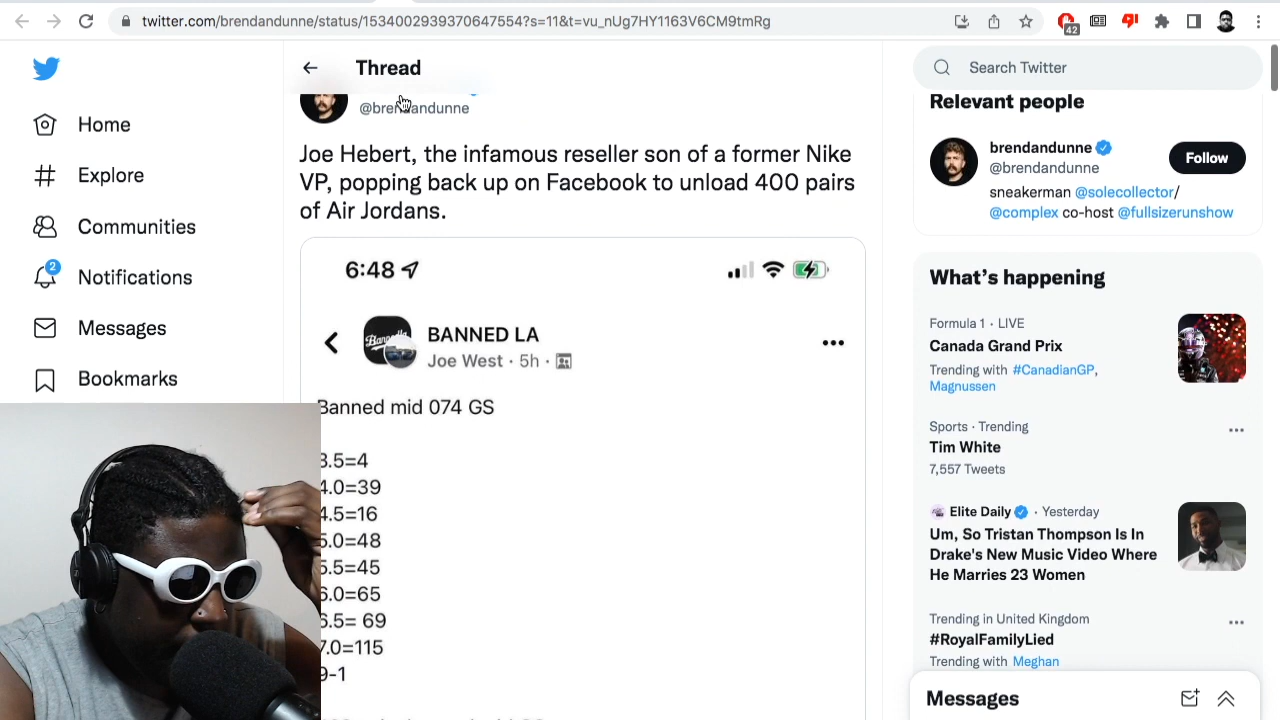 twitter.com/brendandunne/status/1534002939370647554?s=11&t=vu_nUg7HY1163V6CM9tmRg
42
Home
Explore
Communities
2
Notifications
Messages
Bookmarks
Thread
@brendandunne
Joe Hebert, the infamous reseller son of a former Nike
VP, popping back up on Facebook to unload 400 pairs
of Air Jordans.
6:48
BANNED LA
Joe West · 5h ·
Banned mid 074 GS
3.5=4
4.0=39
4.5=16
5.0=48
5.5=45
6.0=65
6.5= 69
7.0=115
9-1
Search Twitter
Relevant people
brendandunne
@brendandunne
Follow
sneakerman @solecollector/
@complex co-host @fullsizerunshow
What’s happening
Formula 1 · LIVE
Canada Grand Prix
Trending with #CanadianGP,
Magnussen
Sports · Trending
Tim White
7,557 Tweets
Elite Daily · Yesterday
Um, So Tristan Thompson Is In
Drake's New Music Video Where
He Marries 23 Women
Trending in United Kingdom
#RoyalFamilyLied
Trending with Meghan
Messages